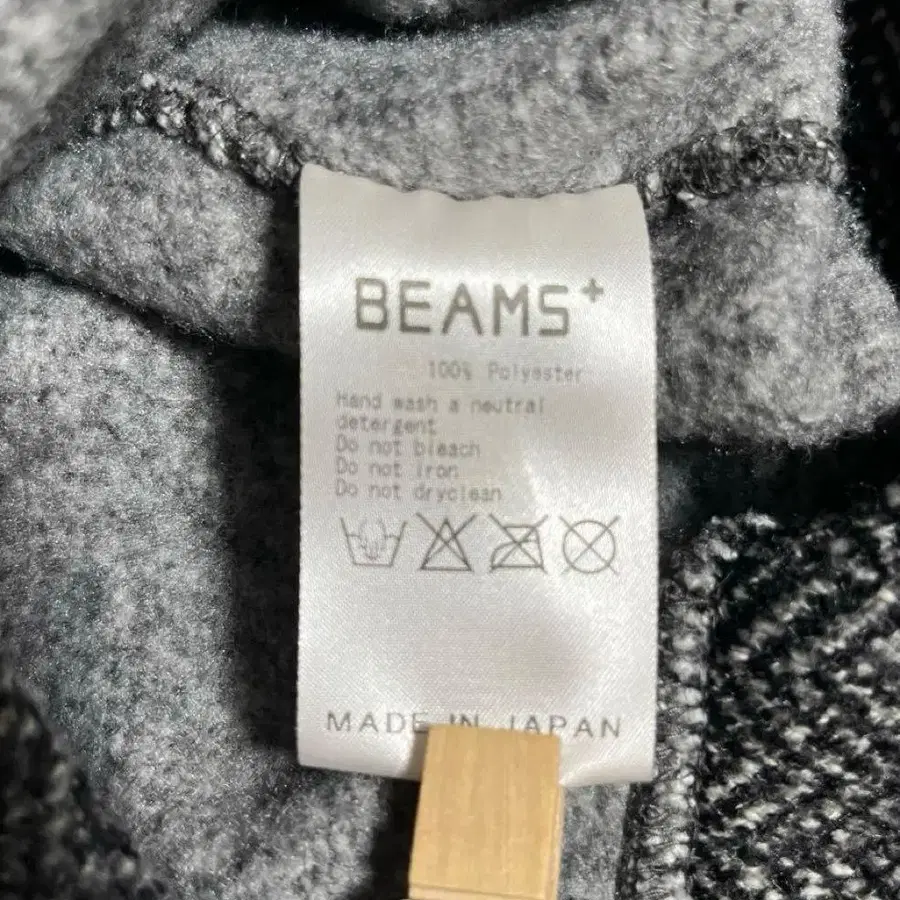 BEAMS+
100% Polyester
Hand wash a neutral
detergent
Do not bleach
Do not iron
Do not dryclean
MADE IN JAPAN